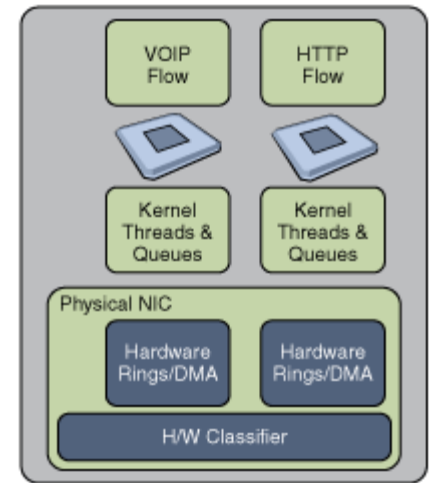 VOIP
Flow
HTTP
Flow
Kernel
Threads &
Queues
Kernel
Threads &
Queues
Physical NIC
Hardware
Rings/DMA
Hardware
Rings/DMA
H/W Classifier